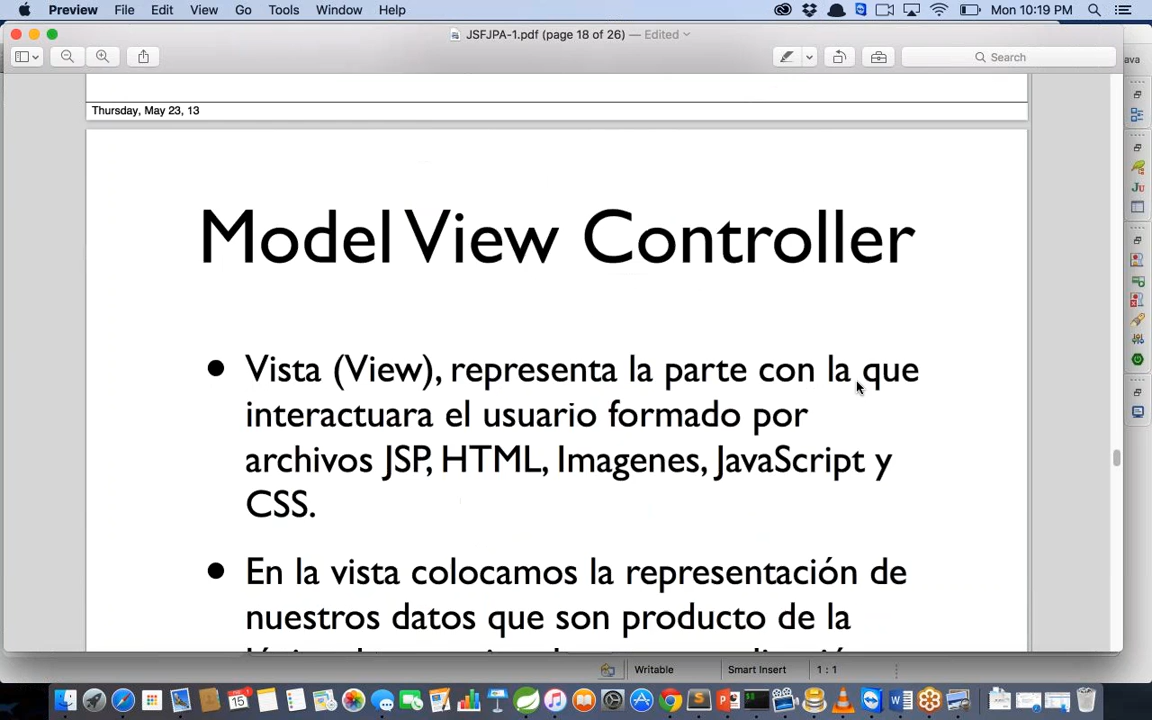 Preview File Edit View Go Tools Window Help Mon 10:19 PM
JSFJPA-1.pdf (page 18 of 26) — Edited
Search
ava
Thursday, May 23, 13
Model View Controller
Ju
• Vista (View), representa la parte con la que
interactuara el usuario formado por
archivos JSP, HTML, Imagenes, JavaScript y
CSS.
• En la vista colocamos la representación de
nuestros datos que son producto de la
Writable Smart Insert 1 : 1
15